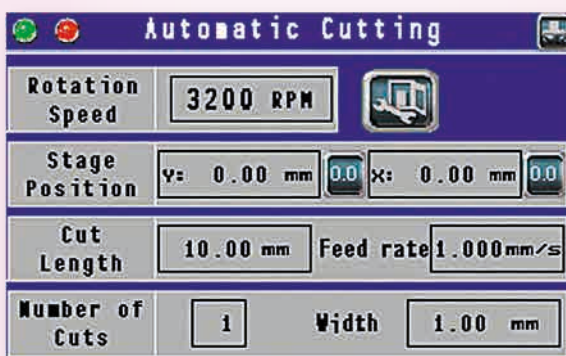 Automatic Cutting
Rotation Speed 3200 RPM
Stage Position Y: 0.00 mm 0.0 X: 0.00 mm 0.0
Cut Length 10.00 mm Feed rate 1.000mm/s
Number of Cuts 1 Width 1.00 mm